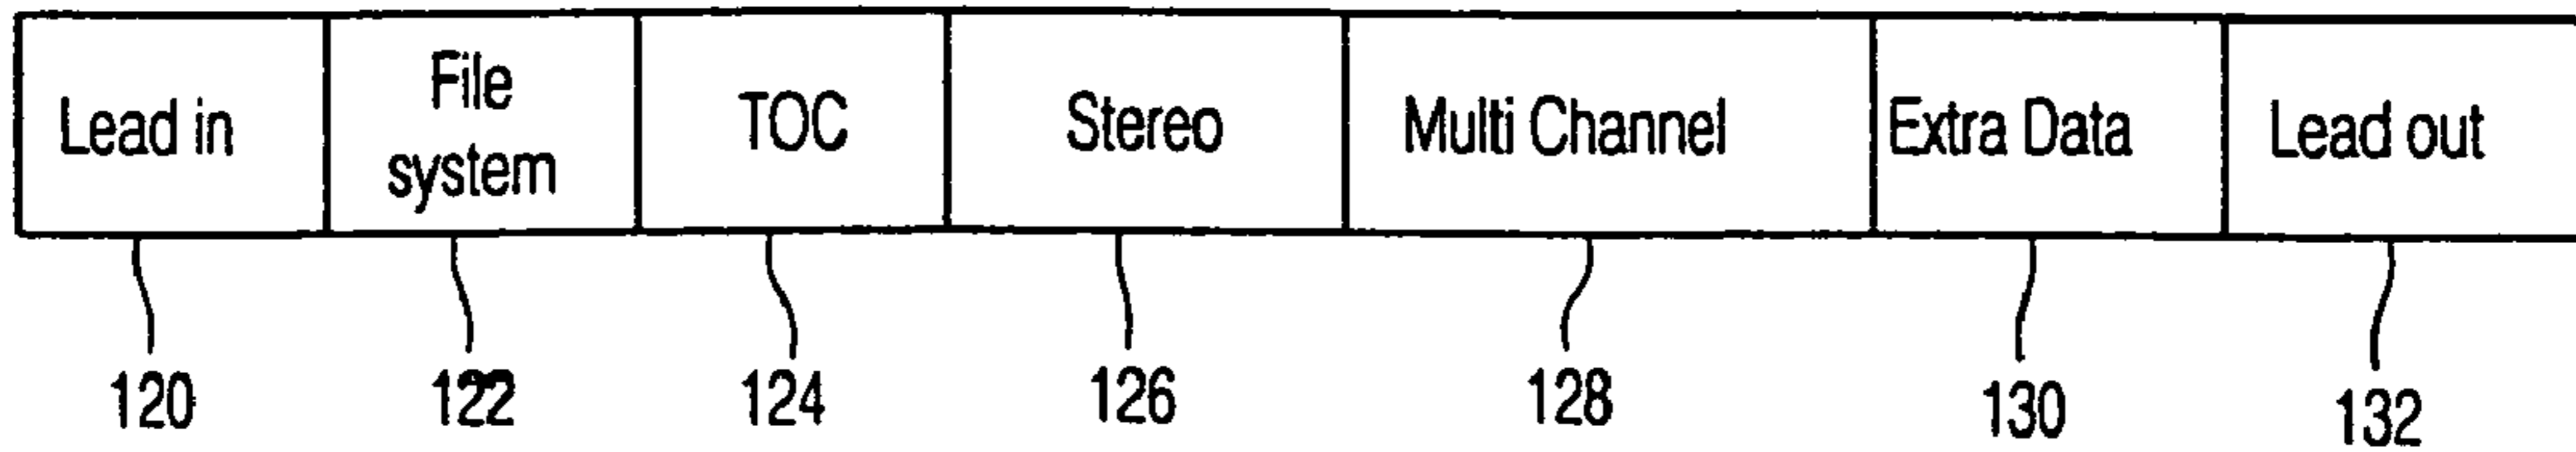 Lead in
File
system
TOC
Stereo
Multi Channel
Extra Data
Lead out
120
122
124
126
128
130
132